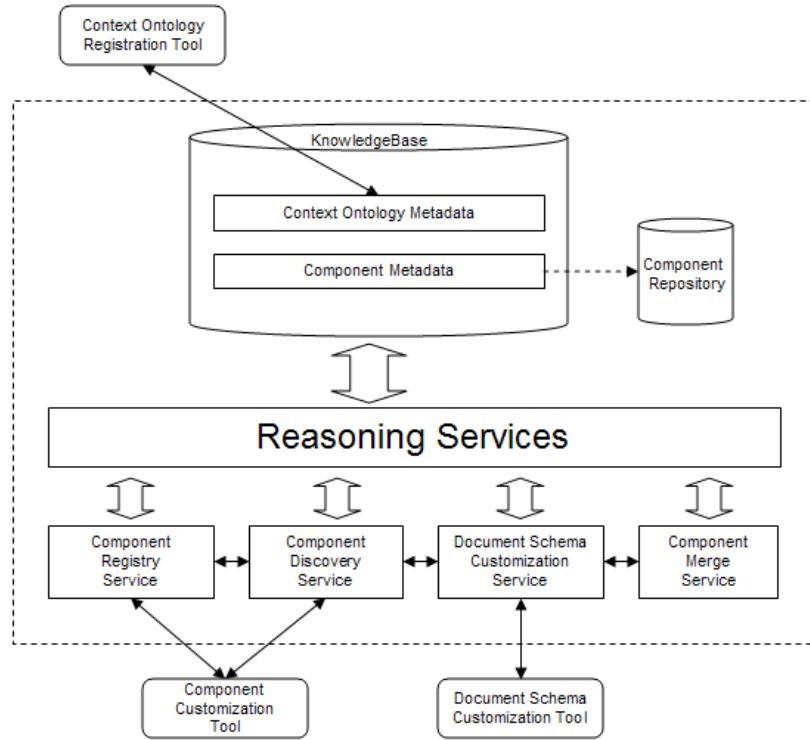 Context Ontology
Registration Tool
KnowledgeBase
Context Ontology Metadata
Component Metadata
Component
Repository
Reasoning Services
Component
Registry
Service
Component
Discovery
Service
Document Schema
Customization
Service
Component
Merge
Service
Component
Customization
Tool
Document Schema
Customization Tool